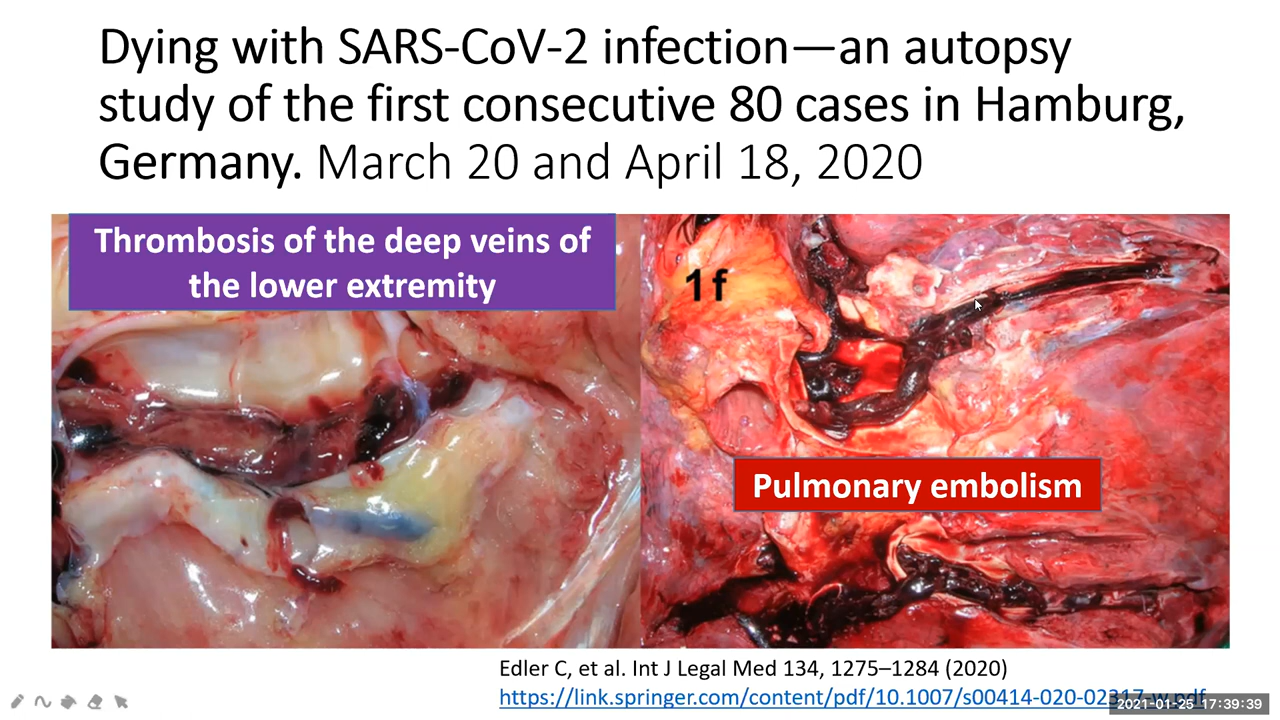 Dying with SARS-CoV-2 infection—an autopsy
study of the first consecutive 80 cases in Hamburg,
Germany. March 20 and April 18, 2020
Thrombosis of the deep veins of
the lower extremity
1f
Pulmonary embolism
Edler C, et al. Int J Legal Med 134, 1275–1284 (2020)
https://link.springer.com/content/pdf/10.1007/s00414-020-02317-w.pdf
2021-01-25 17:39:39